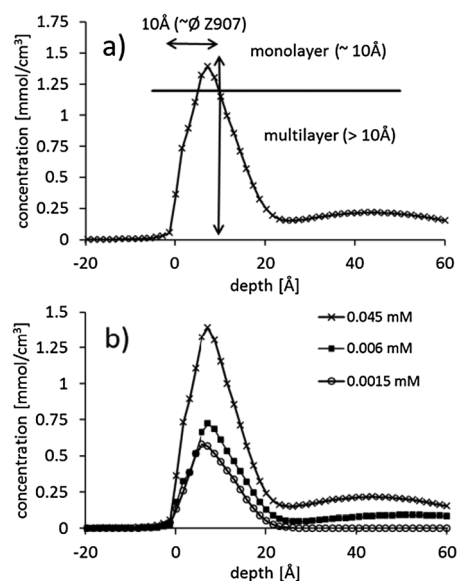 10Å (~Ø Z907)
a)
monolayer (~ 10Å)
multilayer (> 10Å)
concentration [mmol/cm³]
1.75
1.5
1.25
1
0.75
0.5
0.25
0
-20 0 20 40 60
depth [Å]
b)
0.045 mM
0.006 mM
0.0015 mM
concentration [mmol/cm³]
1.5
1.25
1
0.75
0.5
0.25
0
-20 0 20 40 60
depth [Å]